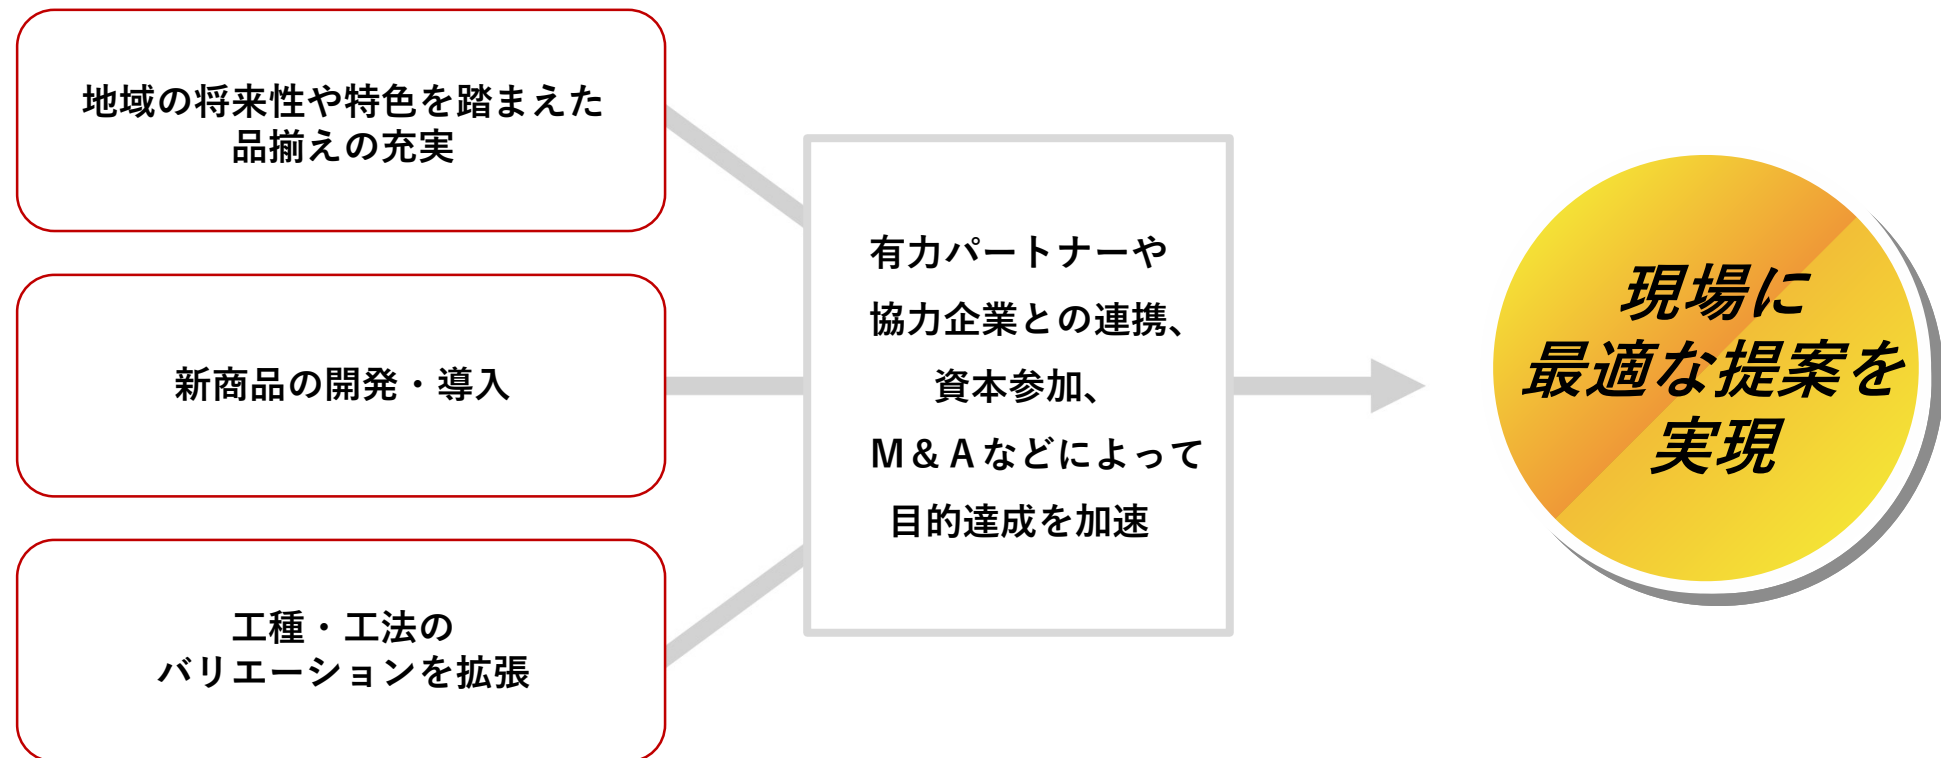 地域の将来性や特色を踏まえた
品揃えの充実
新商品の開発・導入
工種・工法の
バリエーションを拡張
有力パートナーや
協力企業との連携、
資本参加、
M&Aなどによって
目的達成を加速
現場に
最適な提案を
実現